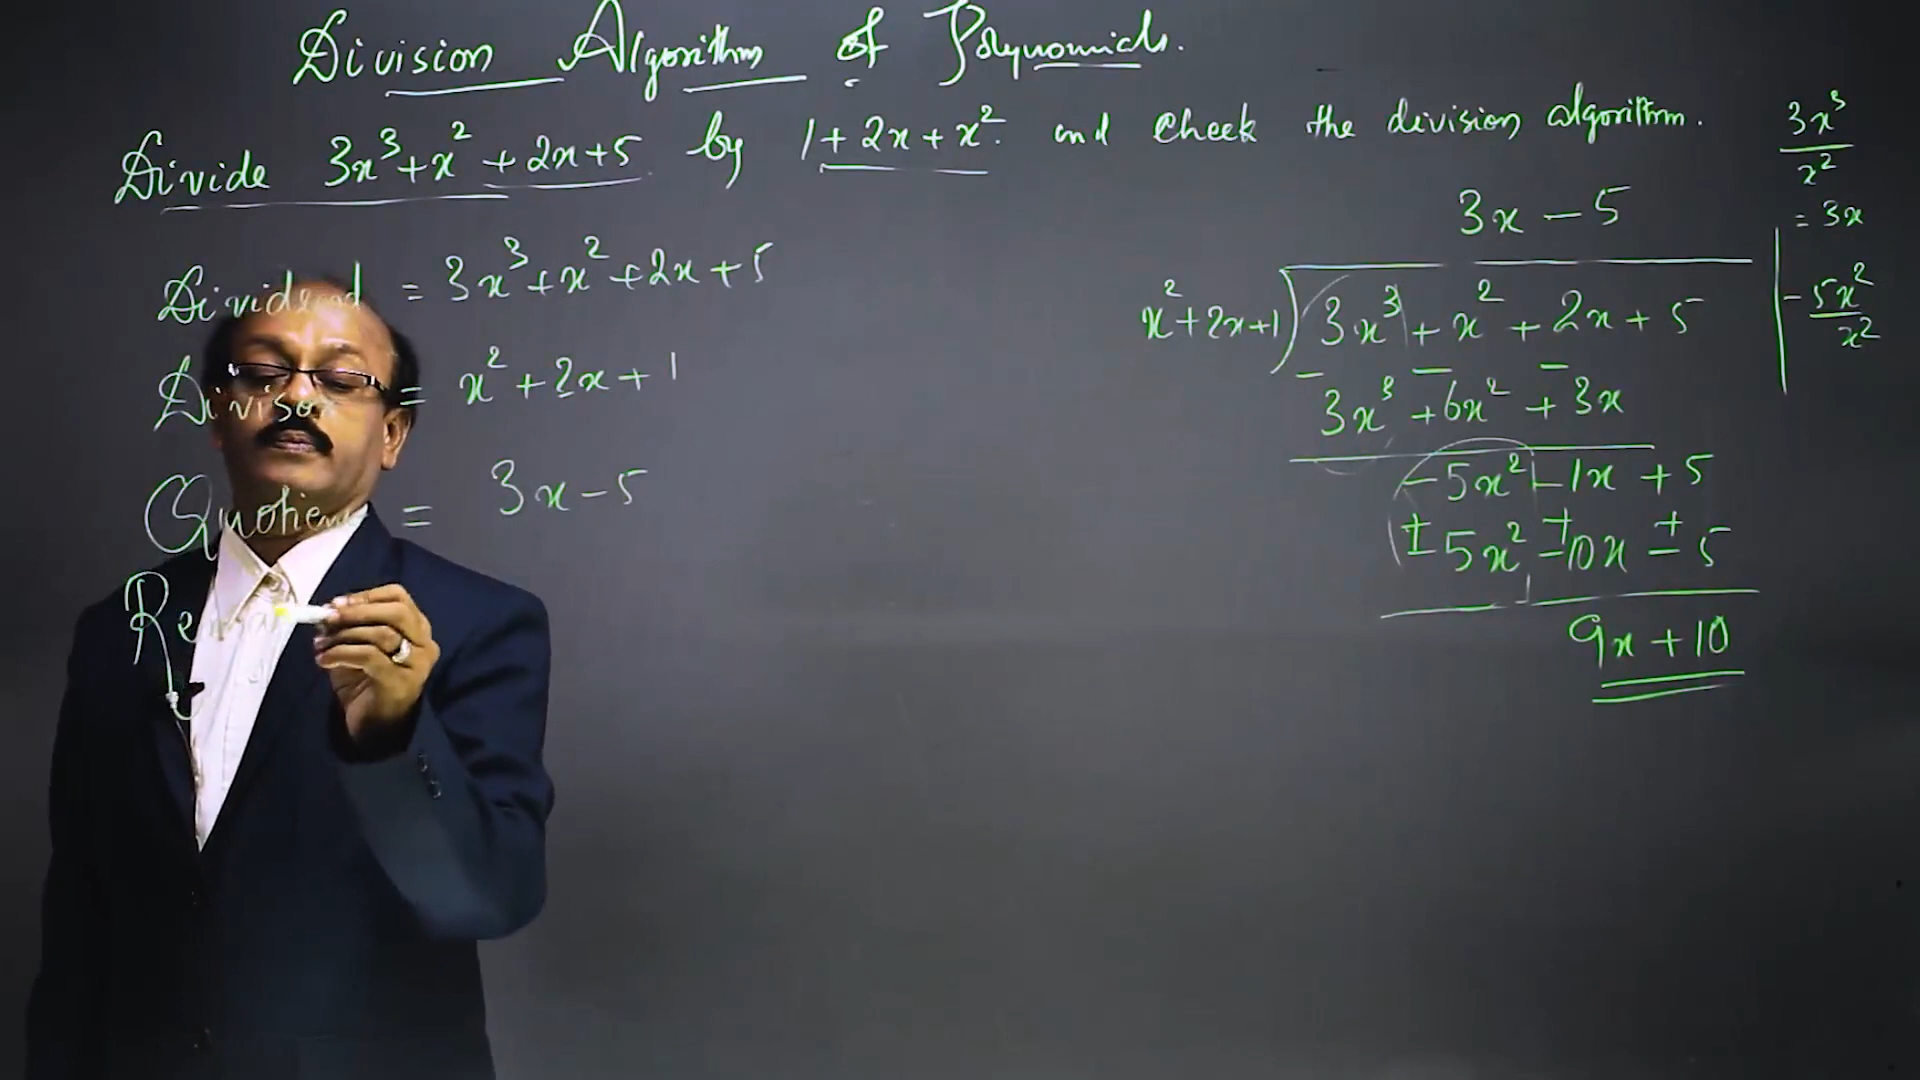 Division Algorithm of Polynomials.
Divide 3x³+x²+2x+5 by 1+2x+x². and check the division algorithm.
Dividend = 3x³+x²+2x+5
Divisor = x²+2x+1
Quotient = 3x-5
3x-5
x²+2x+1) 3x³+x²+2x+5
− − −
3x³+6x²+3x
-5x²-1x+5
+ + +
-5x²-10x-5
9x+10
3x³
x²
= 3x
-5x²
x²